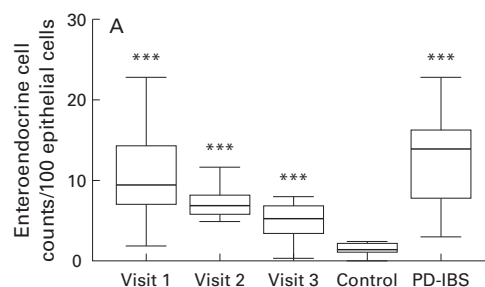 A
Enteroendocrine cell
counts/100 epithelial cells
30
20
10
0
***
***
***
***
Visit 1 Visit 2 Visit 3 Control PD-IBS